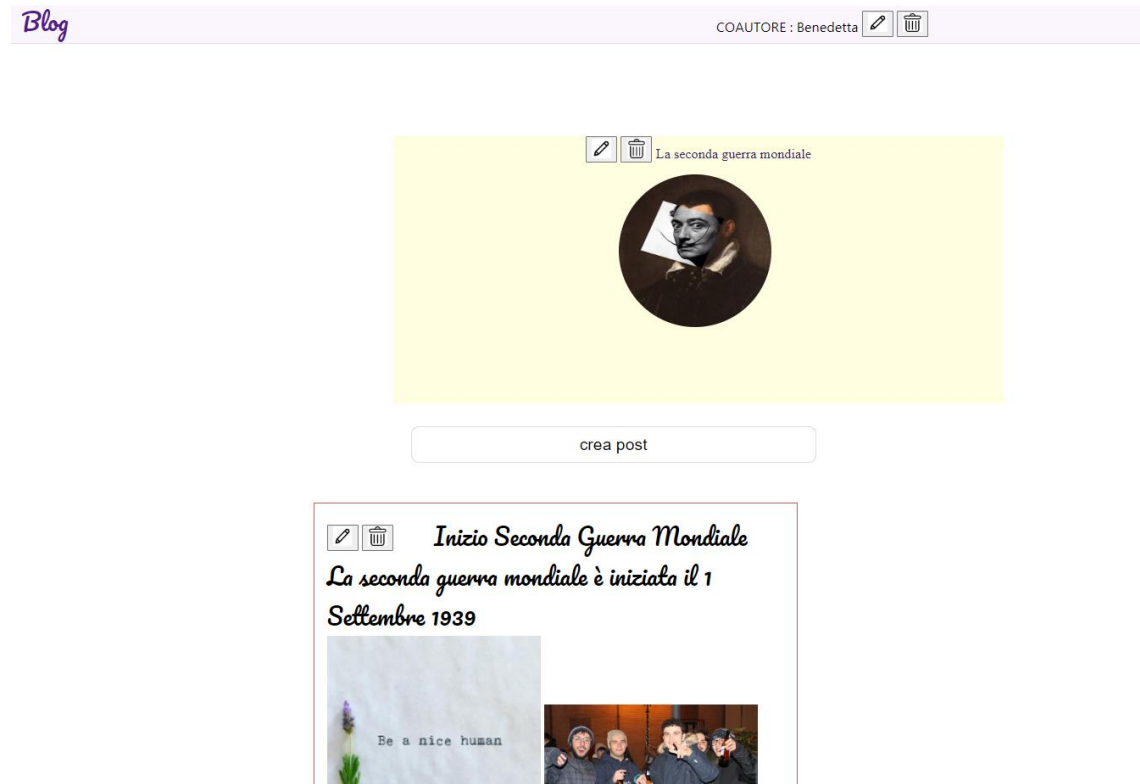 Blog
COAUTORE : Benedetta
La seconda guerra mondiale
crea post
Inizio Seconda Guerra Mondiale
La seconda guerra mondiale è iniziata il 1
Settembre 1939
Be a nice human